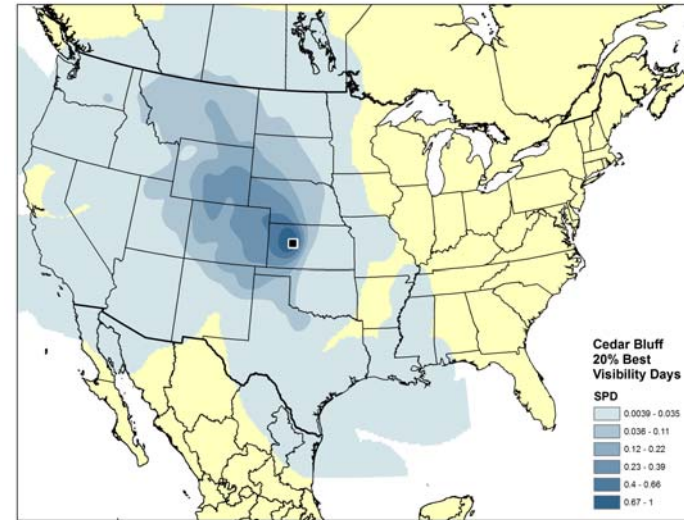 Cedar Bluff
20% Best
Visibility Days
SPD
0.0039 - 0.035
0.036 - 0.11
0.12 - 0.22
0.23 - 0.39
0.4 - 0.66
0.67 - 1